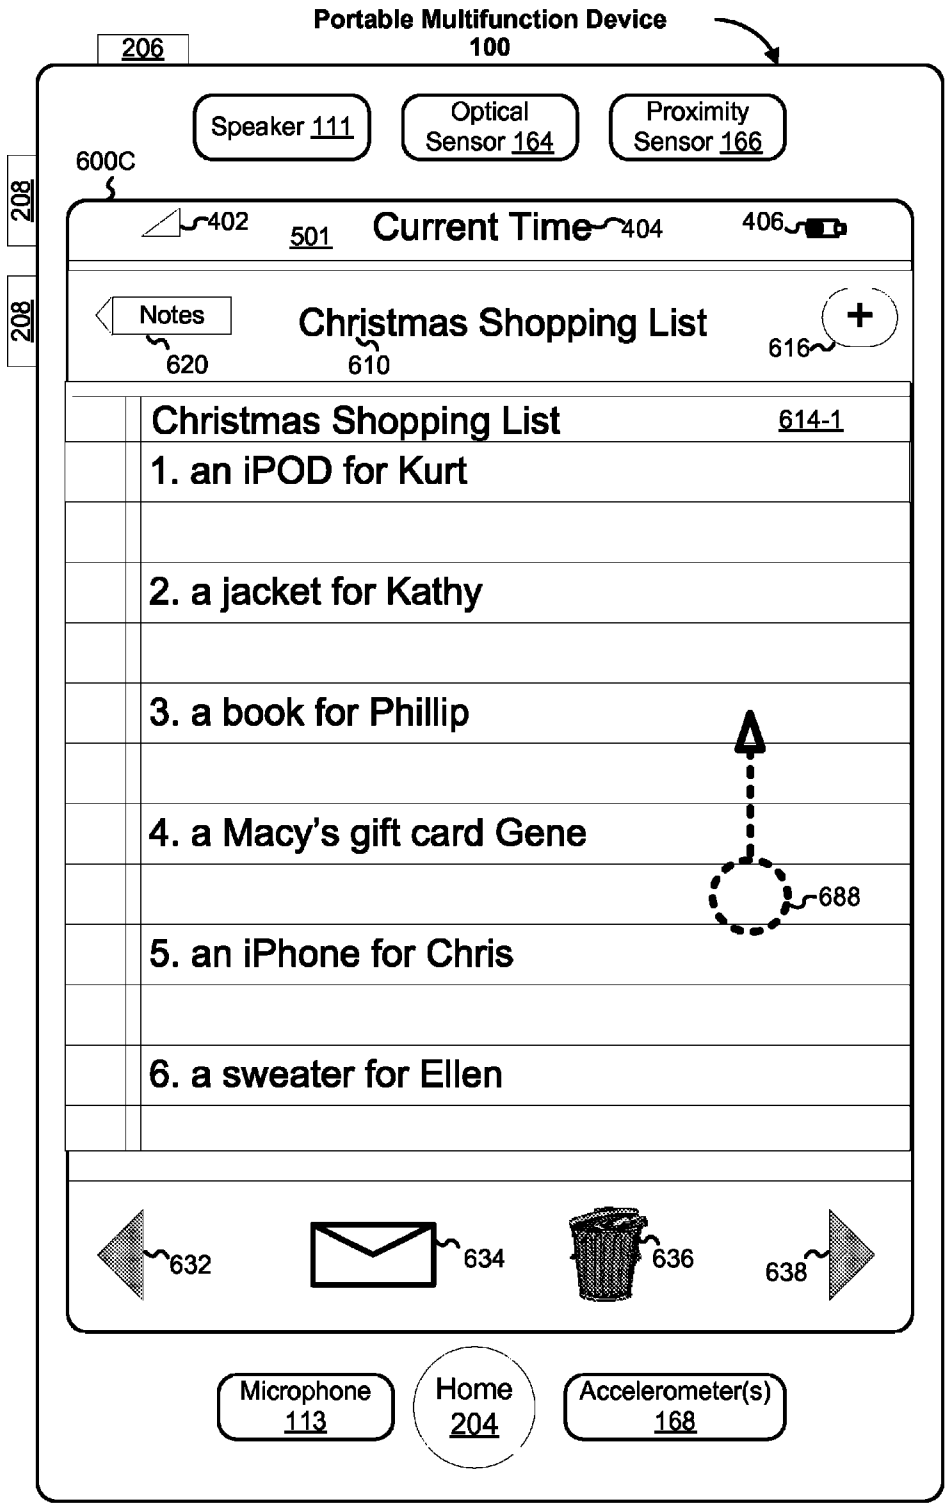 Portable Multifunction Device
100
206
Speaker 111
Optical
Sensor 164
Proximity
Sensor 166
600C
208
402
501
Current Time
404
406
208
Notes
620
Christmas Shopping List
610
+
616
Christmas Shopping List
614-1
1. an iPOD for Kurt
2. a jacket for Kathy
3. a book for Phillip
4. a Macy's gift card Gene
688
5. an iPhone for Chris
6. a sweater for Ellen
632
634
636
638
Microphone
113
Home
204
Accelerometer(s)
168